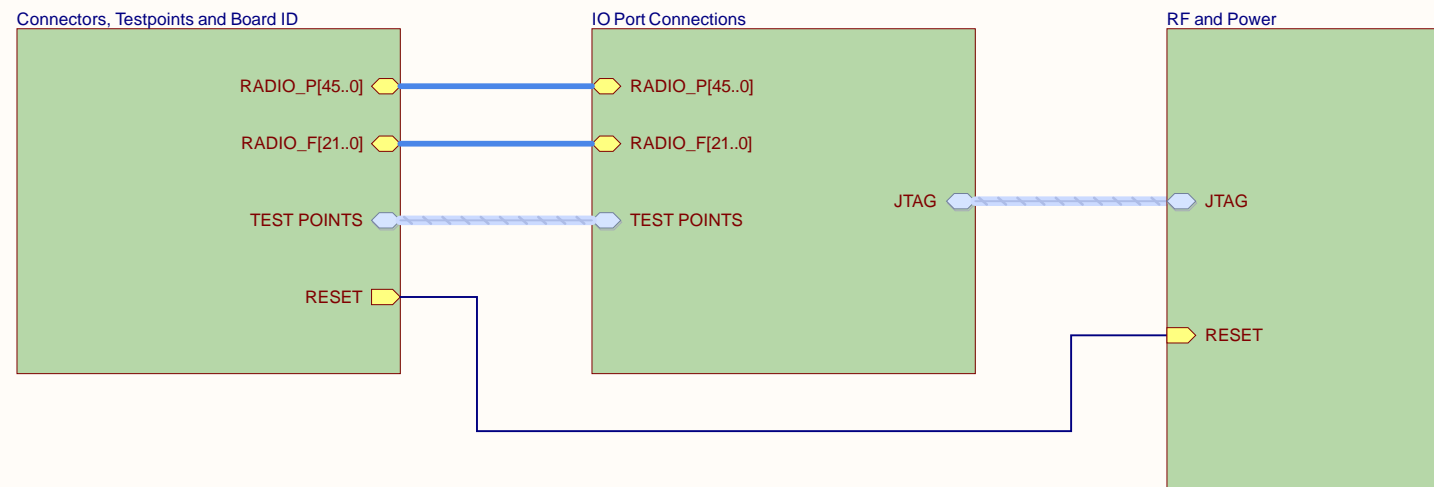 Connectors, Testpoints and Board ID
RADIO_P[45..0]
RADIO_F[21..0]
TEST POINTS
RESET
IO Port Connections
RADIO_P[45..0]
RADIO_F[21..0]
TEST POINTS
JTAG
RF and Power
JTAG
RESET